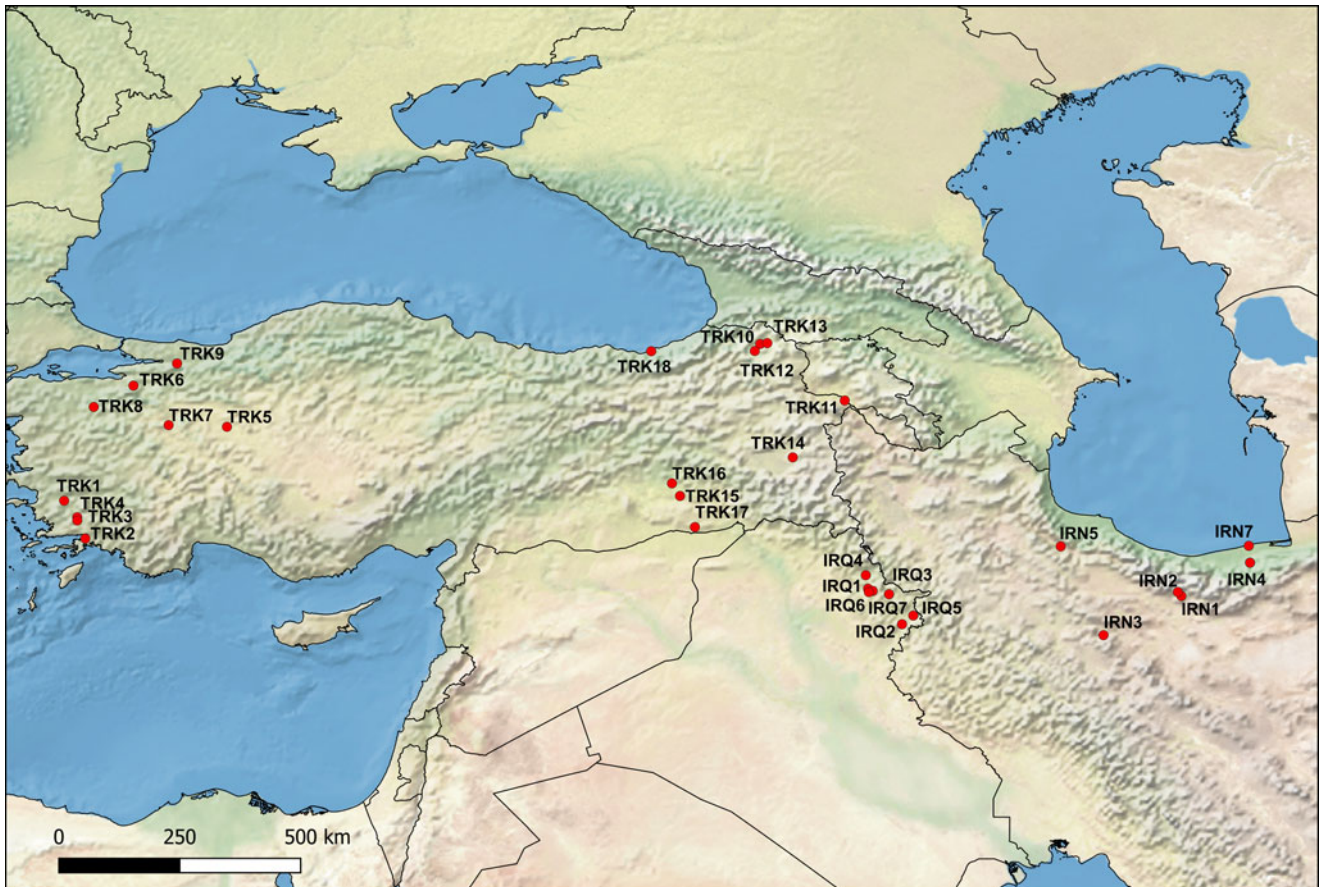 TRK13
TRK10
TRK9
TRK18
TRK12
TRK6
TRK8
TRK11
TRK7
TRK5
TRK14
TRK16
TRK1
TRK4
TRK15
TRK3
TRK17
TRK2
IRN5
IRN7
IRQ4
IRQ1
IRQ3
IRN2
IRN4
IRQ6
IRQ7
IRQ5
IRN1
IRQ2
IRN3
0 250 500 km